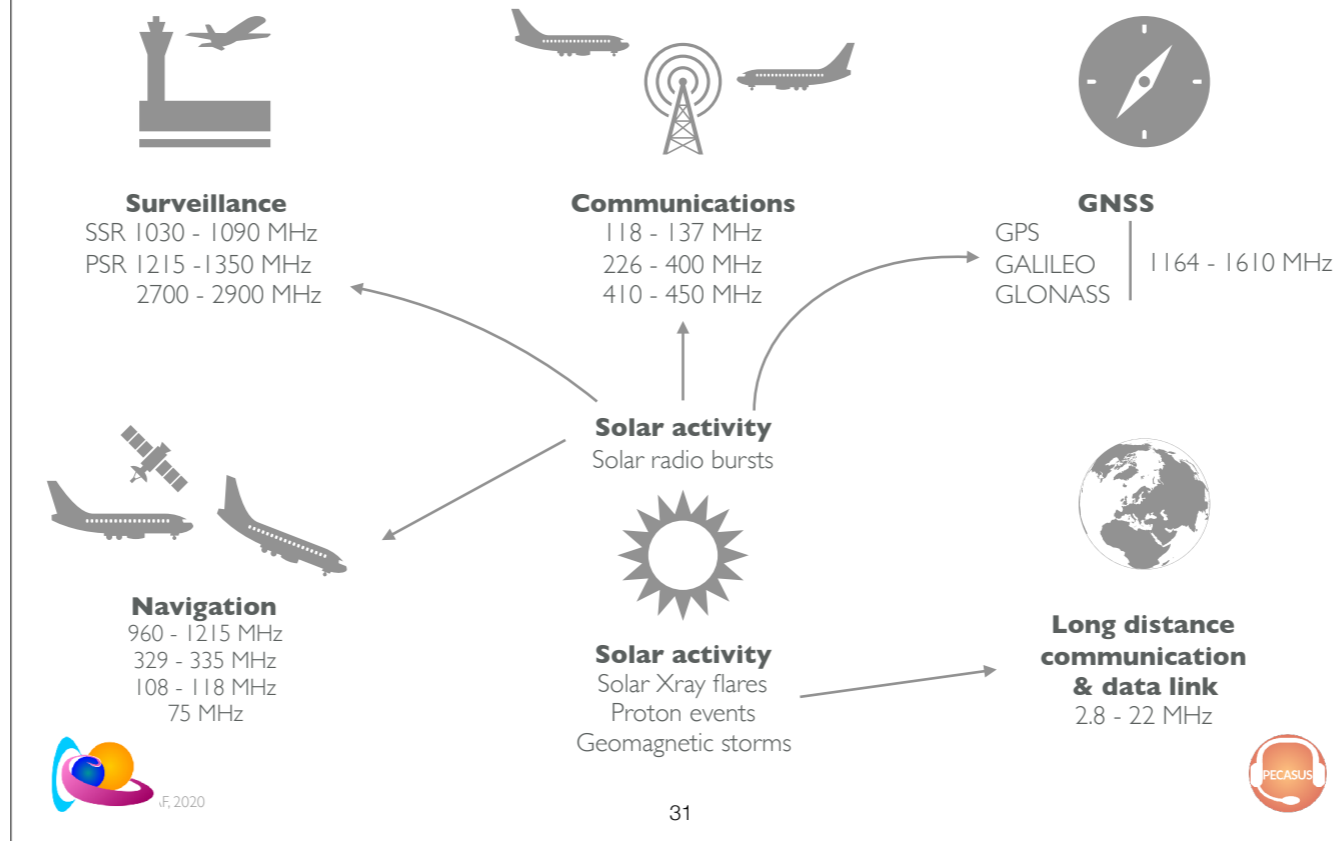 Surveillance
SSR 1030 - 1090 MHz
PSR 1215 -1350 MHz
2700 - 2900 MHz
Communications
118 - 137 MHz
226 - 400 MHz
410 - 450 MHz
GNSS
GPS
GALILEO
GLONASS
1164 - 1610 MHz
Solar activity
Solar radio bursts
Navigation
960 - 1215 MHz
329 - 335 MHz
108 - 118 MHz
75 MHz
Solar activity
Solar Xray flares
Proton events
Geomagnetic storms
Long distance
communication
& data link
2.8 - 22 MHz
F, 2020
31
PECASUS